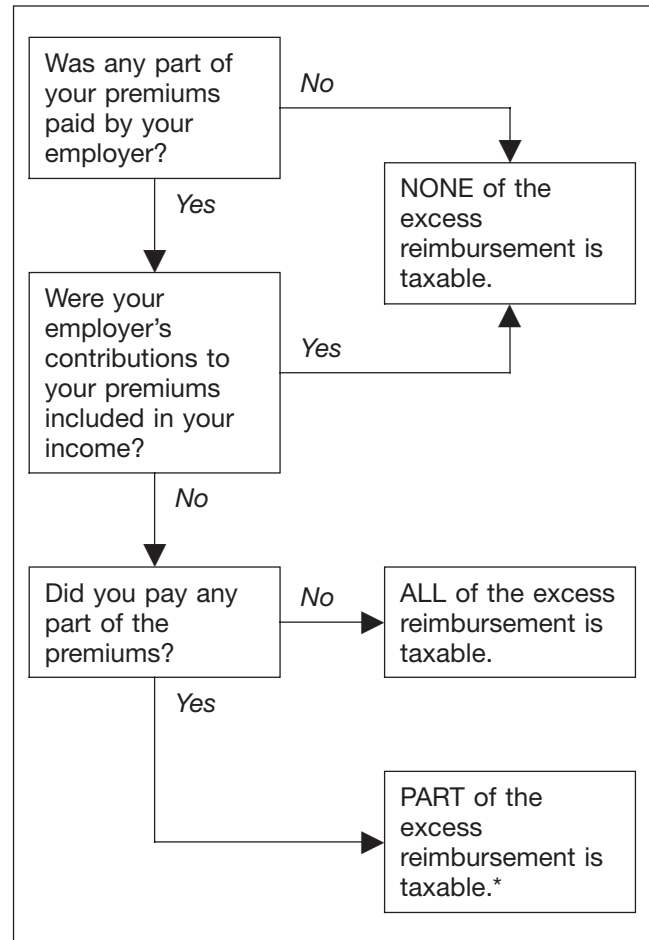 Was any part of
your premiums
paid by your
employer?
No
NONE of the
excess
reimbursement is
taxable.
Yes
Were your
employer’s
contributions to
your premiums
included in your
income?
Yes
No
Did you pay any
part of the
premiums?
No
ALL of the excess
reimbursement is
taxable.
Yes
PART of the
excess
reimbursement is
taxable.*